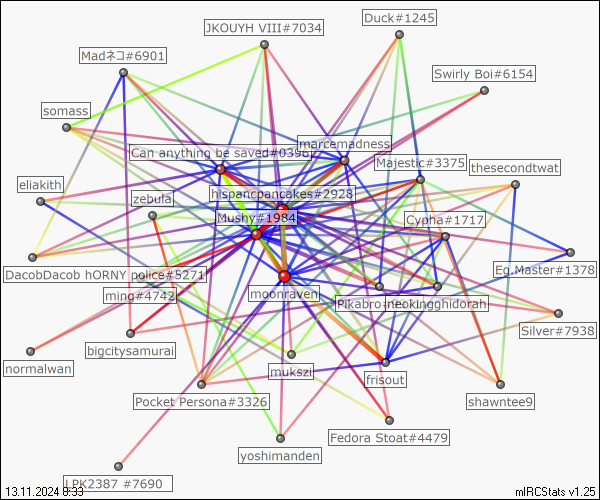 Duck#1245
JKOUYH VIII#7034
Madネコ#6901
Swirly Boi#6154
somass
marcemadness
Can anything be saved#0396
Majestic#3375
thesecondtwat
eliakith
zebula
hispancpancakes#2928
Mushy#1984
Cypha#1717
DacobDacob hORNY police#5271
Eg.Master#1378
ming#4742
moonraven
Pikabro
neokingghidorah
Silver#7938
bigcitysamurai
normalwan
mukszi
frisout
Pocket Persona#3326
shawntee9
Fedora Stoat#4479
yoshimanden
LPK2387 #7690
13.11.2024 8:33
mIRCStats v1.25